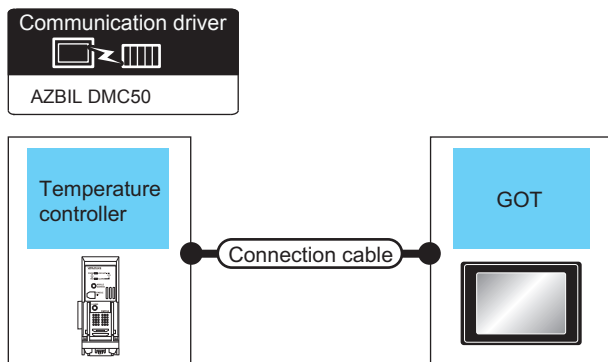 Communication driver
AZBIL DMC50
Temperature
controller
Connection cable
GOT